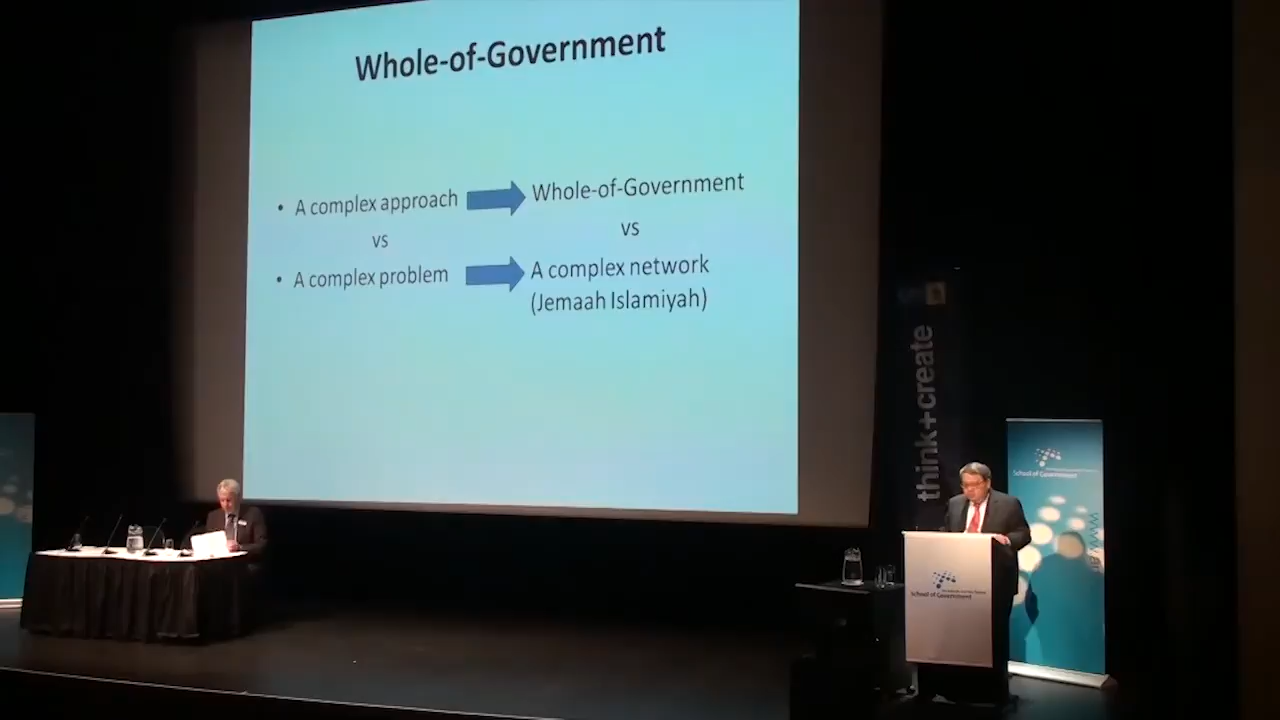 Whole-of-Government
• A complex approach
Whole-of-Government
vs
vs
• A complex problem
A complex network
(Jemaah Islamiyah)
think+create
School of Government
School of Government